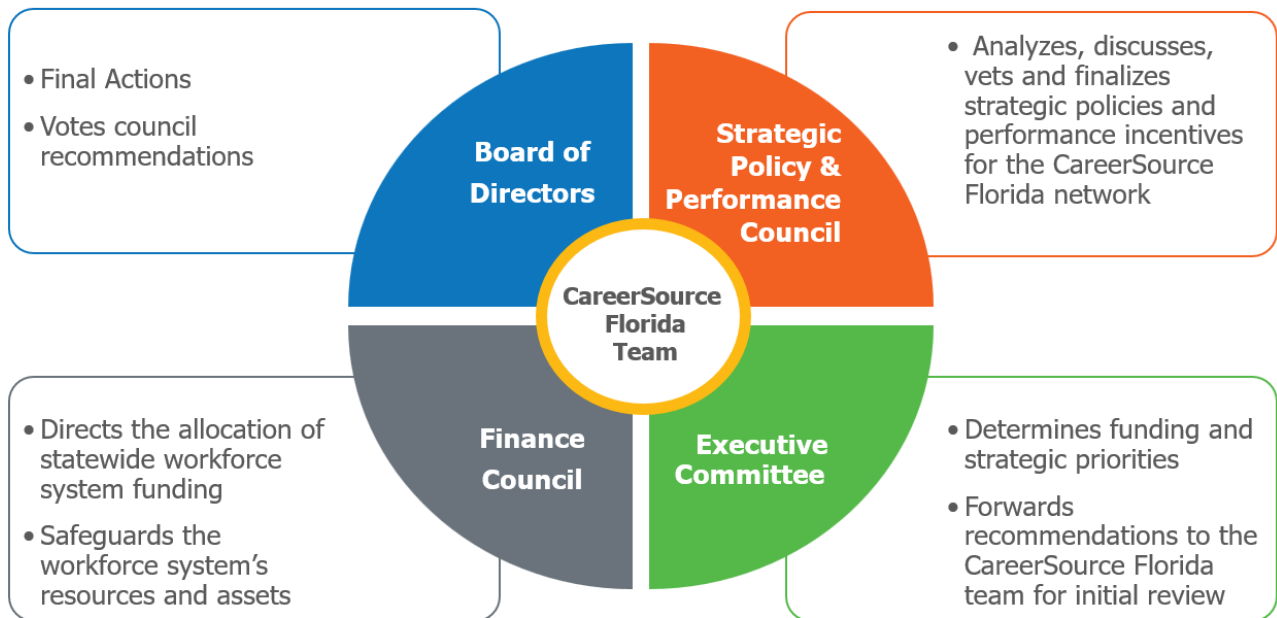 • Final Actions
• Votes council
recommendations
Board of
Directors
Strategic
Policy &
Performance
Council
• Analyzes, discusses,
vets and finalizes
strategic policies and
performance incentives
for the CareerSource
Florida network
CareerSource
Florida
Team
• Directs the allocation of
statewide workforce
system funding
• Safeguards the
workforce system’s
resources and assets
Finance
Council
Executive
Committee
• Determines funding and
strategic priorities
• Forwards
recommendations to the
CareerSource Florida
team for initial review